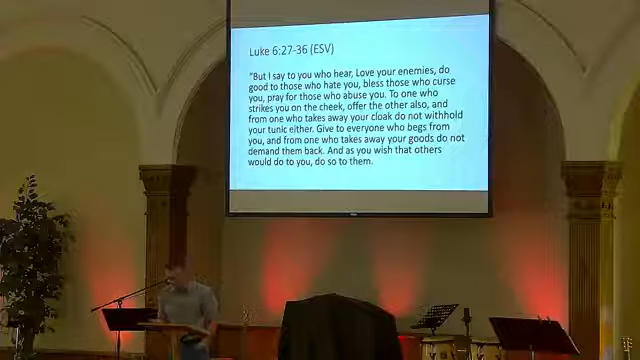 Luke 6:27-36 (ESV)
"But I say to you who hear, Love your enemies, do
good to those who hate you, bless those who curse
you, pray for those who abuse you. To one who
strikes you on the cheek, offer the other also, and
from one who takes away your cloak do not withhold
your tunic either. Give to everyone who begs from
you, and from one who takes away your goods do not
demand them back. And as you wish that others
would do to you, do so to them.